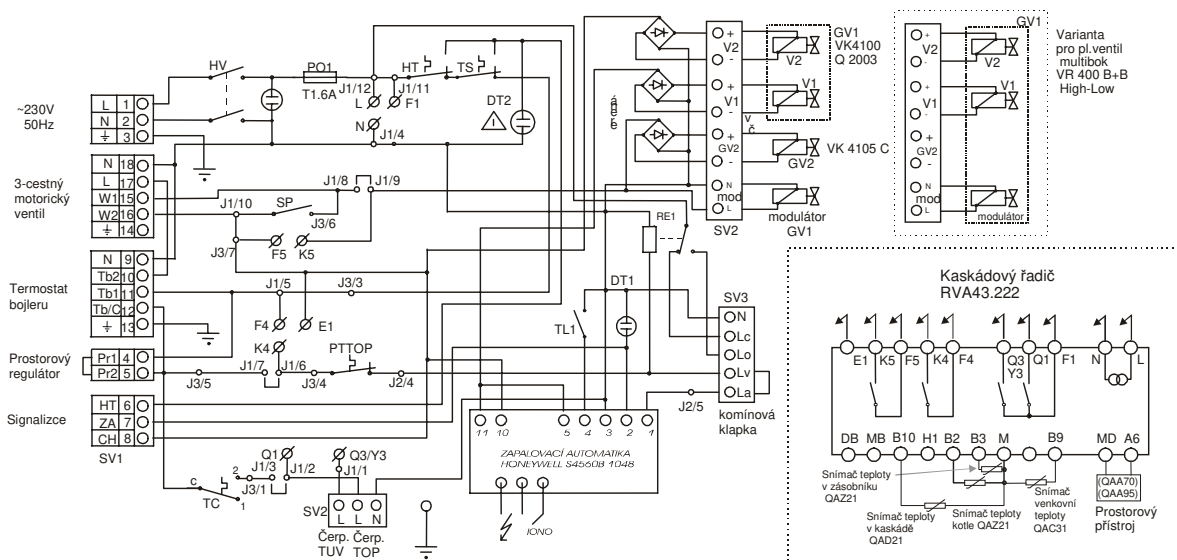 ~230V
50Hz
L 1
N 2
3
HV
PO1
T1.6A
J1/12
L
J1/11
F1
HT
TS
N
J1/4
DT2
3-cestný
motorický
ventil
N 18
L 17
W1 15
W2 16
14
J1/10
SP
J1/8
J1/9
J3/6
J3/7
F5
K5
Termostat
bojleru
N 9
Tb2 10
Tb1 11
Tb/C 12
13
J1/5
J3/3
F4
E1
K4
Prostorový
regulátor
Pr1 4
Pr2 5
J3/5
J1/7
J1/6
J3/4
PTTOP
J2/4
Signalizce
HT 6
ZA 7
CH 8
SV1
c
TC
2
1
J1/3
J3/1
Q1
J1/2
Q3/Y3
J1/1
SV2
L L N
Čerp. Čerp.
TUV TOP
11 10 5 4 3 2 1
ZAPALOVACÍ AUTOMATIKA
HONEYWELL S4560B 1048
IONO
TL1
DT1
RE1
SV3
N
Lc
Lo
Lv
La
J2/5
komínová
klapka
+
V2
-
+
V1
-
+
GV2
-
N
mod
L
SV2
V2
V1
GV1
VK4100
Q 2003
GV2
VK 4105 C
modulátor
GV1
GV1
+
V2
-
+
V1
-
+
GV2
-
N
mod
L
V2
V1
modulátor
Varianta
pro pl.ventil
multibok
VR 400 B+B
High-Low
Kaskádový řadič
RVA43.222
E1 K5 F5 K4 F4 Q3 Q1 F1 N L
Y3
DB MB B10 H1 B2 B3 M B9 MD A6
Snímač teploty
v zásobníku
QAZ21
Snímač teploty
v kaskádě
QAD21
Snímač teploty
kotle QAZ21
Snímač
venkovní
teploty
QAC31
(QAA70)
(QAA95)
Prostorový
přístroj